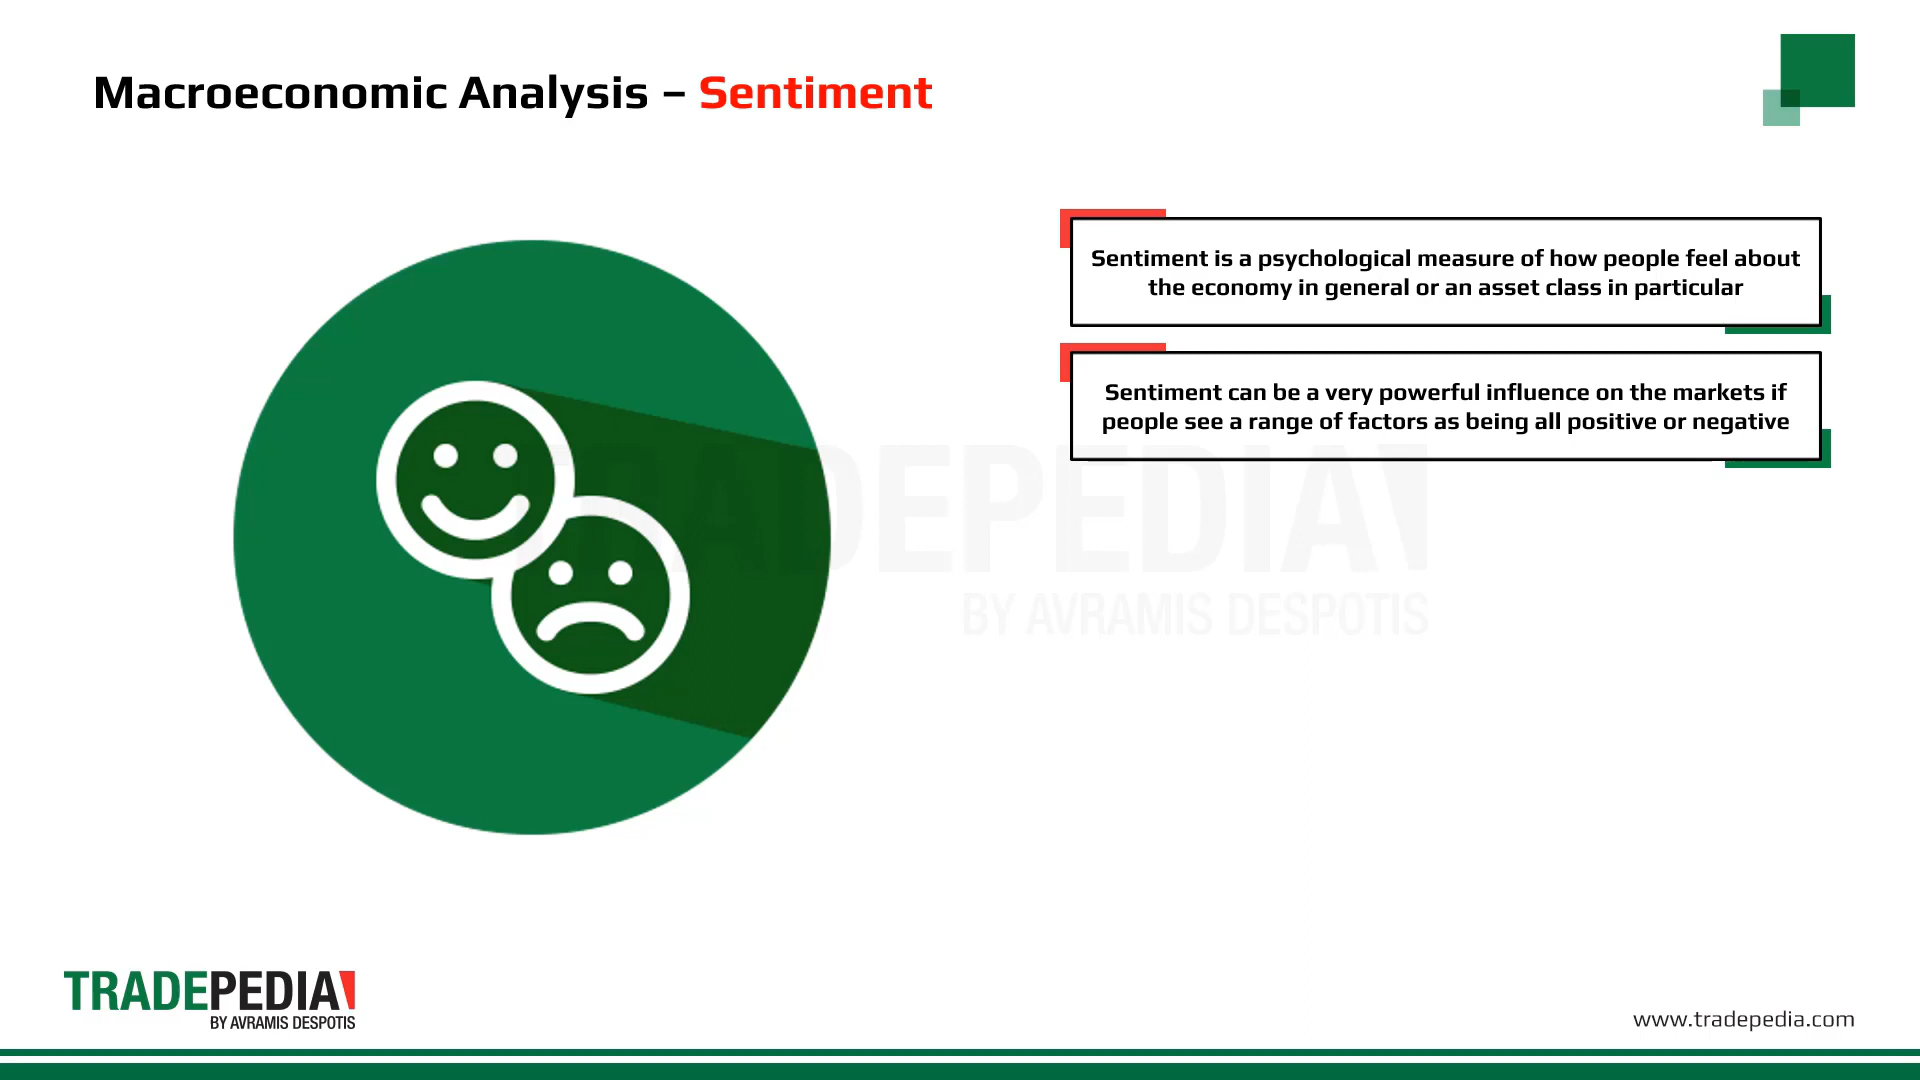 Macroeconomic Analysis – Sentiment
Sentiment is a psychological measure of how people feel about
the economy in general or an asset class in particular
Sentiment can be a very powerful influence on the markets if
people see a range of factors as being all positive or negative
TRADEPEDIA
BY AVRAMIS DESPOTIS
TRADEPEDIA
BY AVRAMIS DESPOTIS
www.tradepedia.com